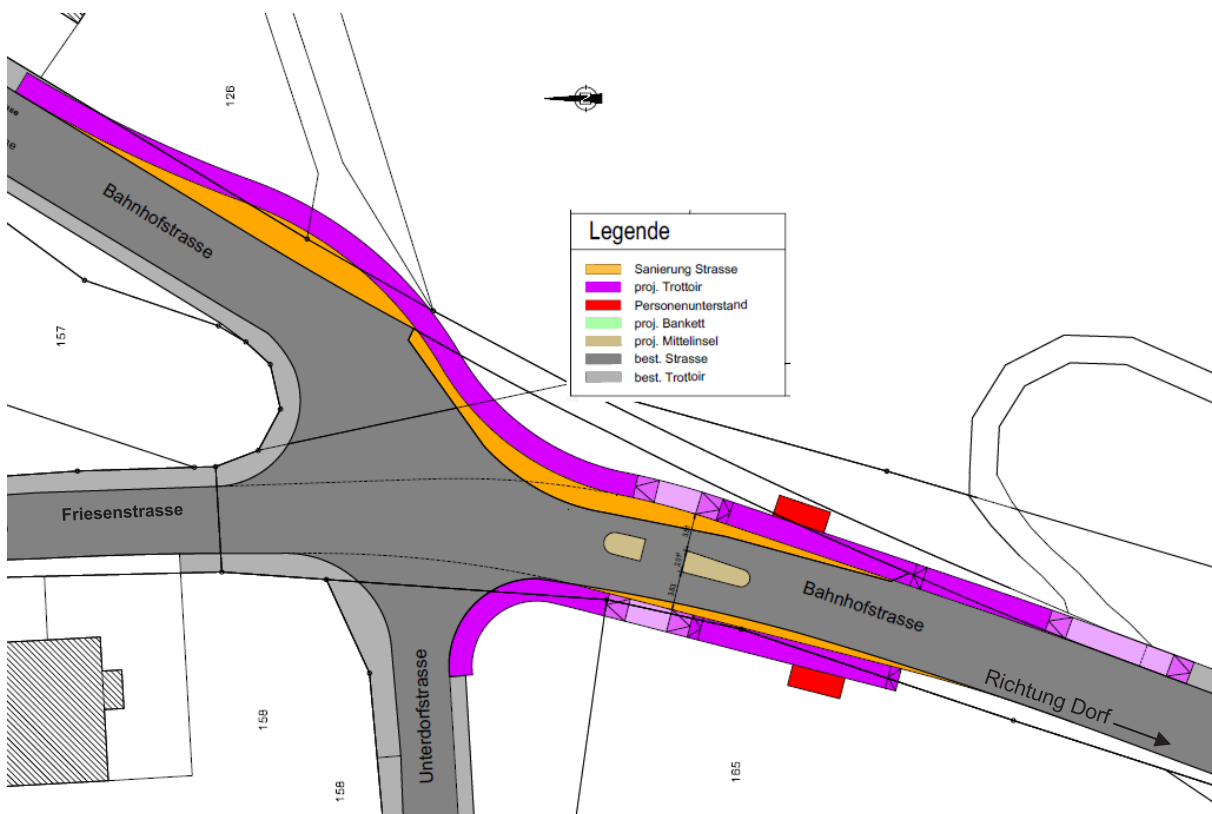 126
Bahnhofstrasse
157
Legende
Sanierung Strasse
proj. Trottoir
Personenunterstand
proj. Bankett
proj. Mittelinsel
best. Strasse
best. Trottoir
Friesenstrasse
Bahnhofstrasse
Richtung Dorf
Unterdorfstrasse
158
158
165